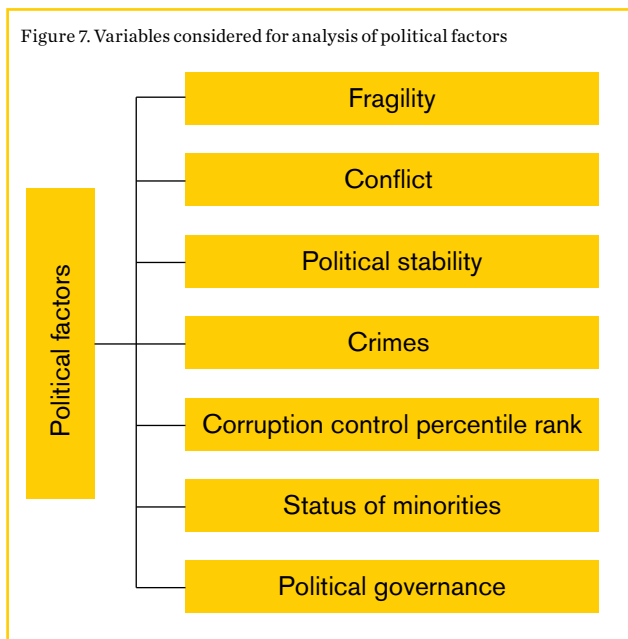 Figure 7. Variables considered for analysis of political factors
Political factors
Fragility
Conflict
Political stability
Crimes
Corruption control percentile rank
Status of minorities
Political governance